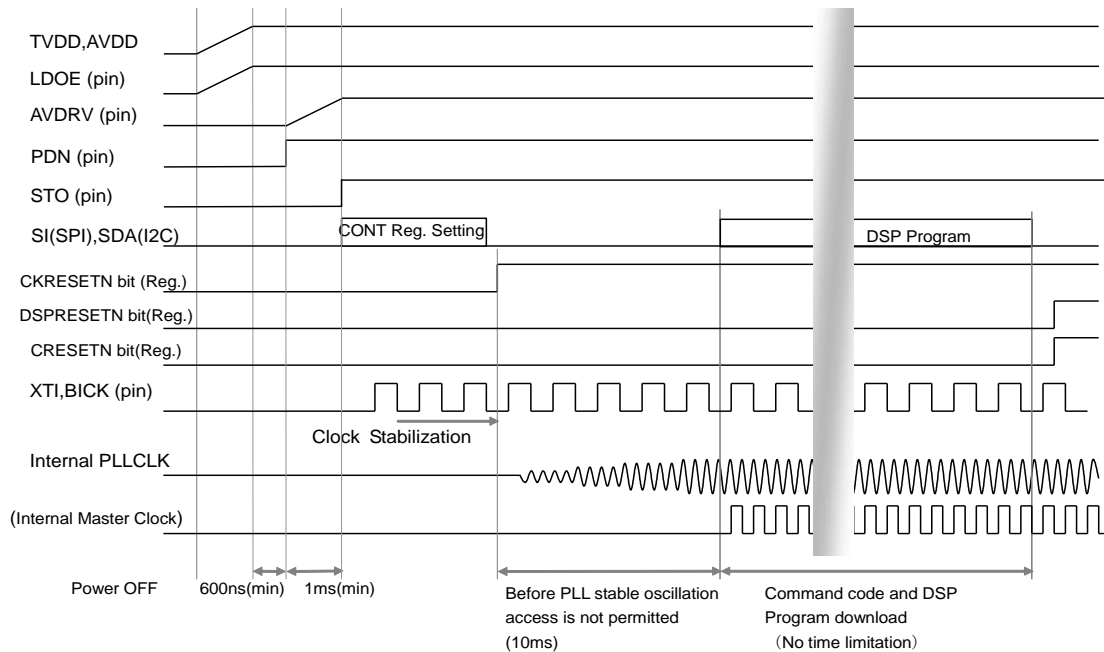 TVDD,AVDD
LDOE (pin)
AVDRV (pin)
PDN (pin)
STO (pin)
SI(SPI),SDA(I2C)
CONT Reg. Setting
DSP Program
CKRESETN bit (Reg.)
DSPRESETN bit(Reg.)
CRESETN bit(Reg.)
XTI,BICK (pin)
Clock Stabilization
Internal PLLCLK
(Internal Master Clock)
Power OFF
600ns(min)
1ms(min)
Before PLL stable oscillation
access is not permitted
(10ms)
Command code and DSP
Program download
（No time limitation）